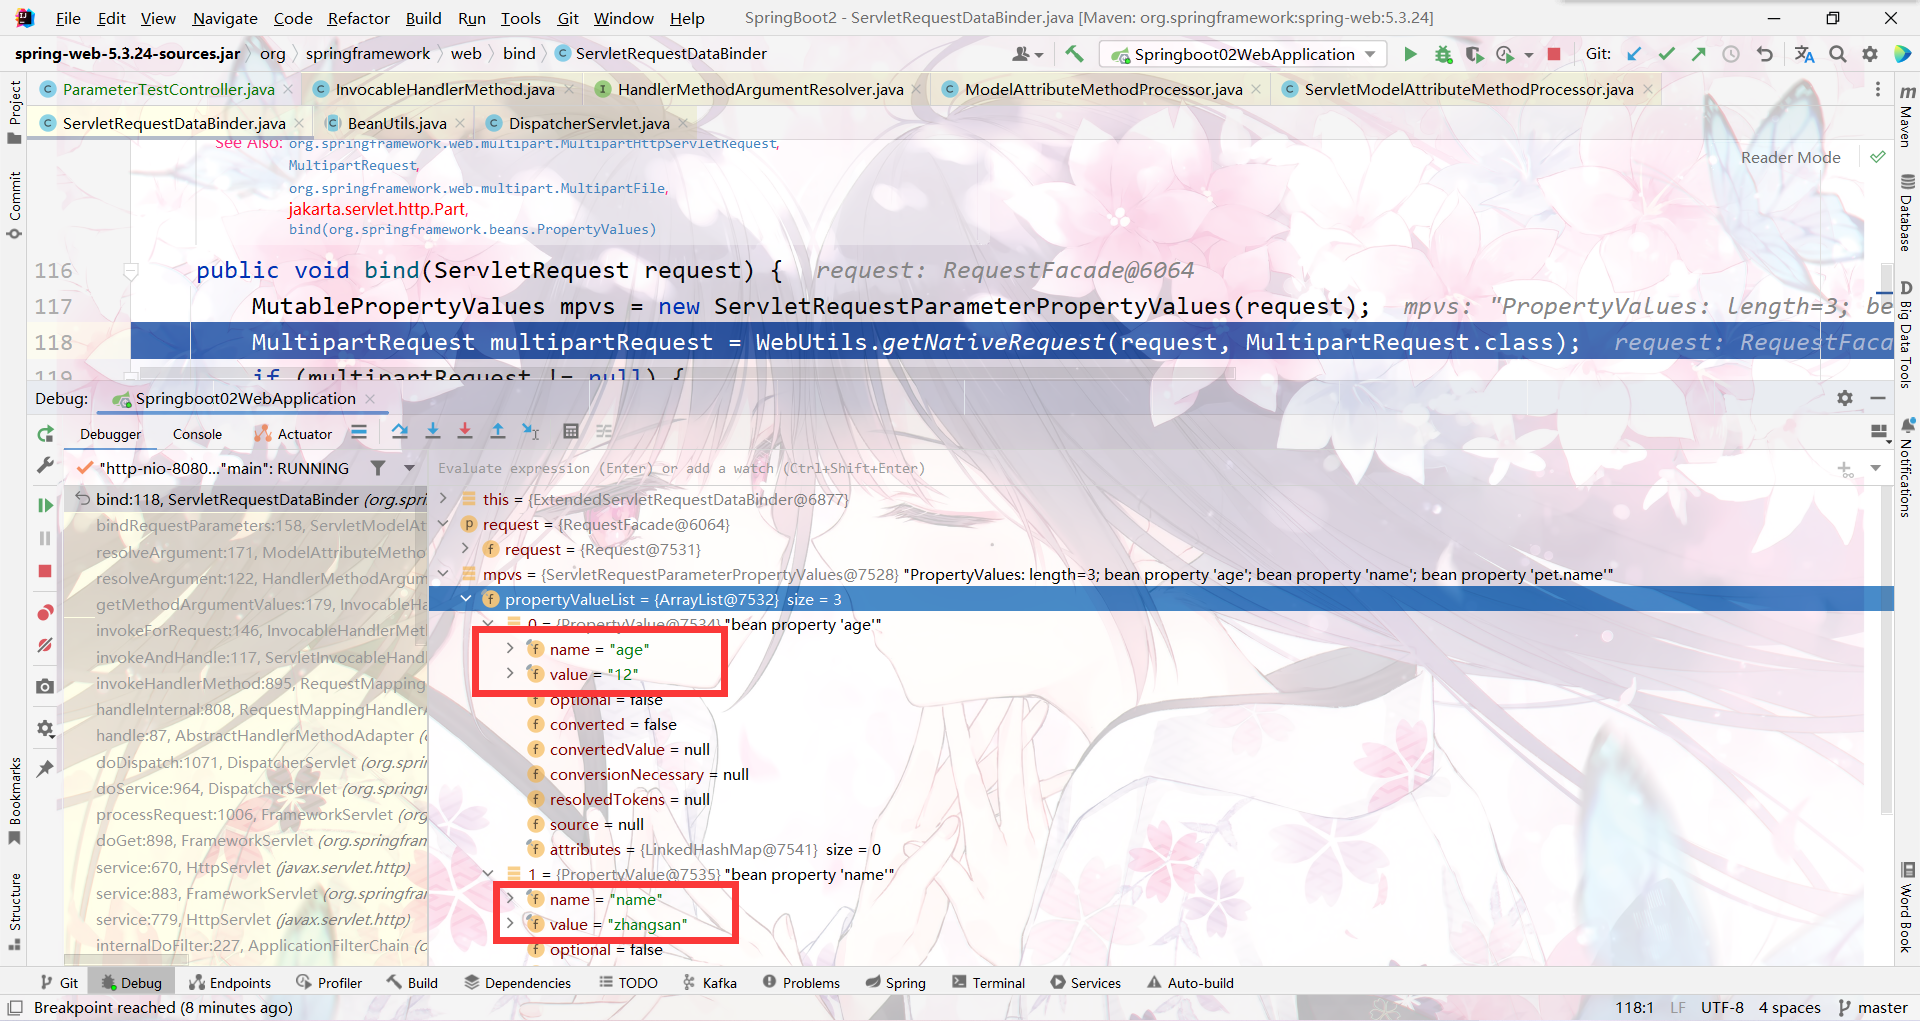 File Edit View Navigate Code Refactor Build Run Tools Git Window Help SpringBoot2 - ServletRequestDataBinder.java [Maven: org.springframework:spring-web:5.3.24]
spring-web-5.3.24-sources.jar org springframework web bind ServletRequestDataBinder Springboot02WebApplication Git:
ParameterTestController.java InvocableHandlerMethod.java HandlerMethodArgumentResolver.java ModelAttributeMethodProcessor.java ServletModelAttributeMethodProcessor.java
ServletRequestDataBinder.java BeanUtils.java DispatcherServlet.java
See Also: org.springframework.web.multipart.MultipartHttpServletRequest,
MultipartRequest,
org.springframework.web.multipart.MultipartFile,
jakarta.servlet.http.Part,
bind(org.springframework.beans.PropertyValues)
Reader Mode
116 public void bind(ServletRequest request) { request: RequestFacade@6064
117 MutablePropertyValues mpvs = new ServletRequestParameterPropertyValues(request); mpvs: "PropertyValues: length=3; be
118 MultipartRequest multipartRequest = WebUtils.getNativeRequest(request, MultipartRequest.class); request: RequestFaca
119 if (multipartRequest != null) {
Debug: Springboot02WebApplication
Debugger Console Actuator
"http-nio-8080..."main": RUNNING
Evaluate expression (Enter) or add a watch (Ctrl+Shift+Enter)
bind:118, ServletRequestDataBinder (org.spri
bindRequestParameters:158, ServletModelAt
resolveArgument:171, ModelAttributeMetho
resolveArgument:122, HandlerMethodArgum
getMethodArgumentValues:179, InvocableHa
invokeForRequest:146, InvocableHandlerMet
invokeAndHandle:117, ServletInvocableHand
invokeHandlerMethod:895, RequestMapping
handleInternal:808, RequestMappingHandlerA
handle:87, AbstractHandlerMethodAdapter (o
doDispatch:1071, DispatcherServlet (org.spri
doService:964, DispatcherServlet (org.springf
processRequest:1006, FrameworkServlet (org
doGet:898, FrameworkServlet (org.springfran
service:670, HttpServlet (javax.servlet.http)
service:883, FrameworkServlet (org.springfra
service:779, HttpServlet (javax.servlet.http)
internalDoFilter:227, ApplicationFilterChain (o
this = {ExtendedServletRequestDataBinder@6877}
request = {RequestFacade@6064}
request = {Request@7531}
mpvs = {ServletRequestParameterPropertyValues@7528} "PropertyValues: length=3; bean property 'age'; bean property 'name'; bean property 'pet.name'"
propertyValueList = {ArrayList@7532} size = 3
0 = {PropertyValue@7534} "bean property 'age'"
name = "age"
value = "12"
optional = false
converted = false
convertedValue = null
conversionNecessary = null
resolvedTokens = null
source = null
attributes = {LinkedHashMap@7541} size = 0
1 = {PropertyValue@7535} "bean property 'name'"
name = "name"
value = "zhangsan"
optional = false
Project
Commit
Bookmarks
Structure
Maven
Database
Big Data Tools
Notifications
Word Book
Git Debug Endpoints Profiler Build Dependencies TODO Kafka Problems Spring Terminal Services Auto-build
Breakpoint reached (8 minutes ago) 118:1 LF UTF-8 4 spaces master